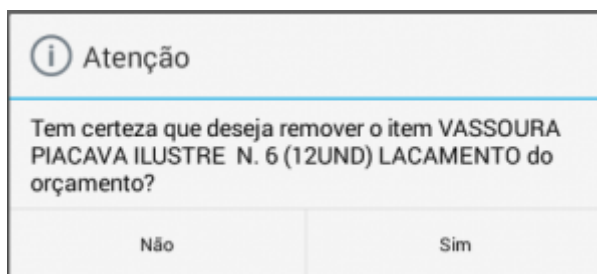 Atenção
Tem certeza que deseja remover o item VASSOURA
PIACAVA ILUSTRE N. 6 (12UND) LACAMENTO do
orçamento?
Não
Sim